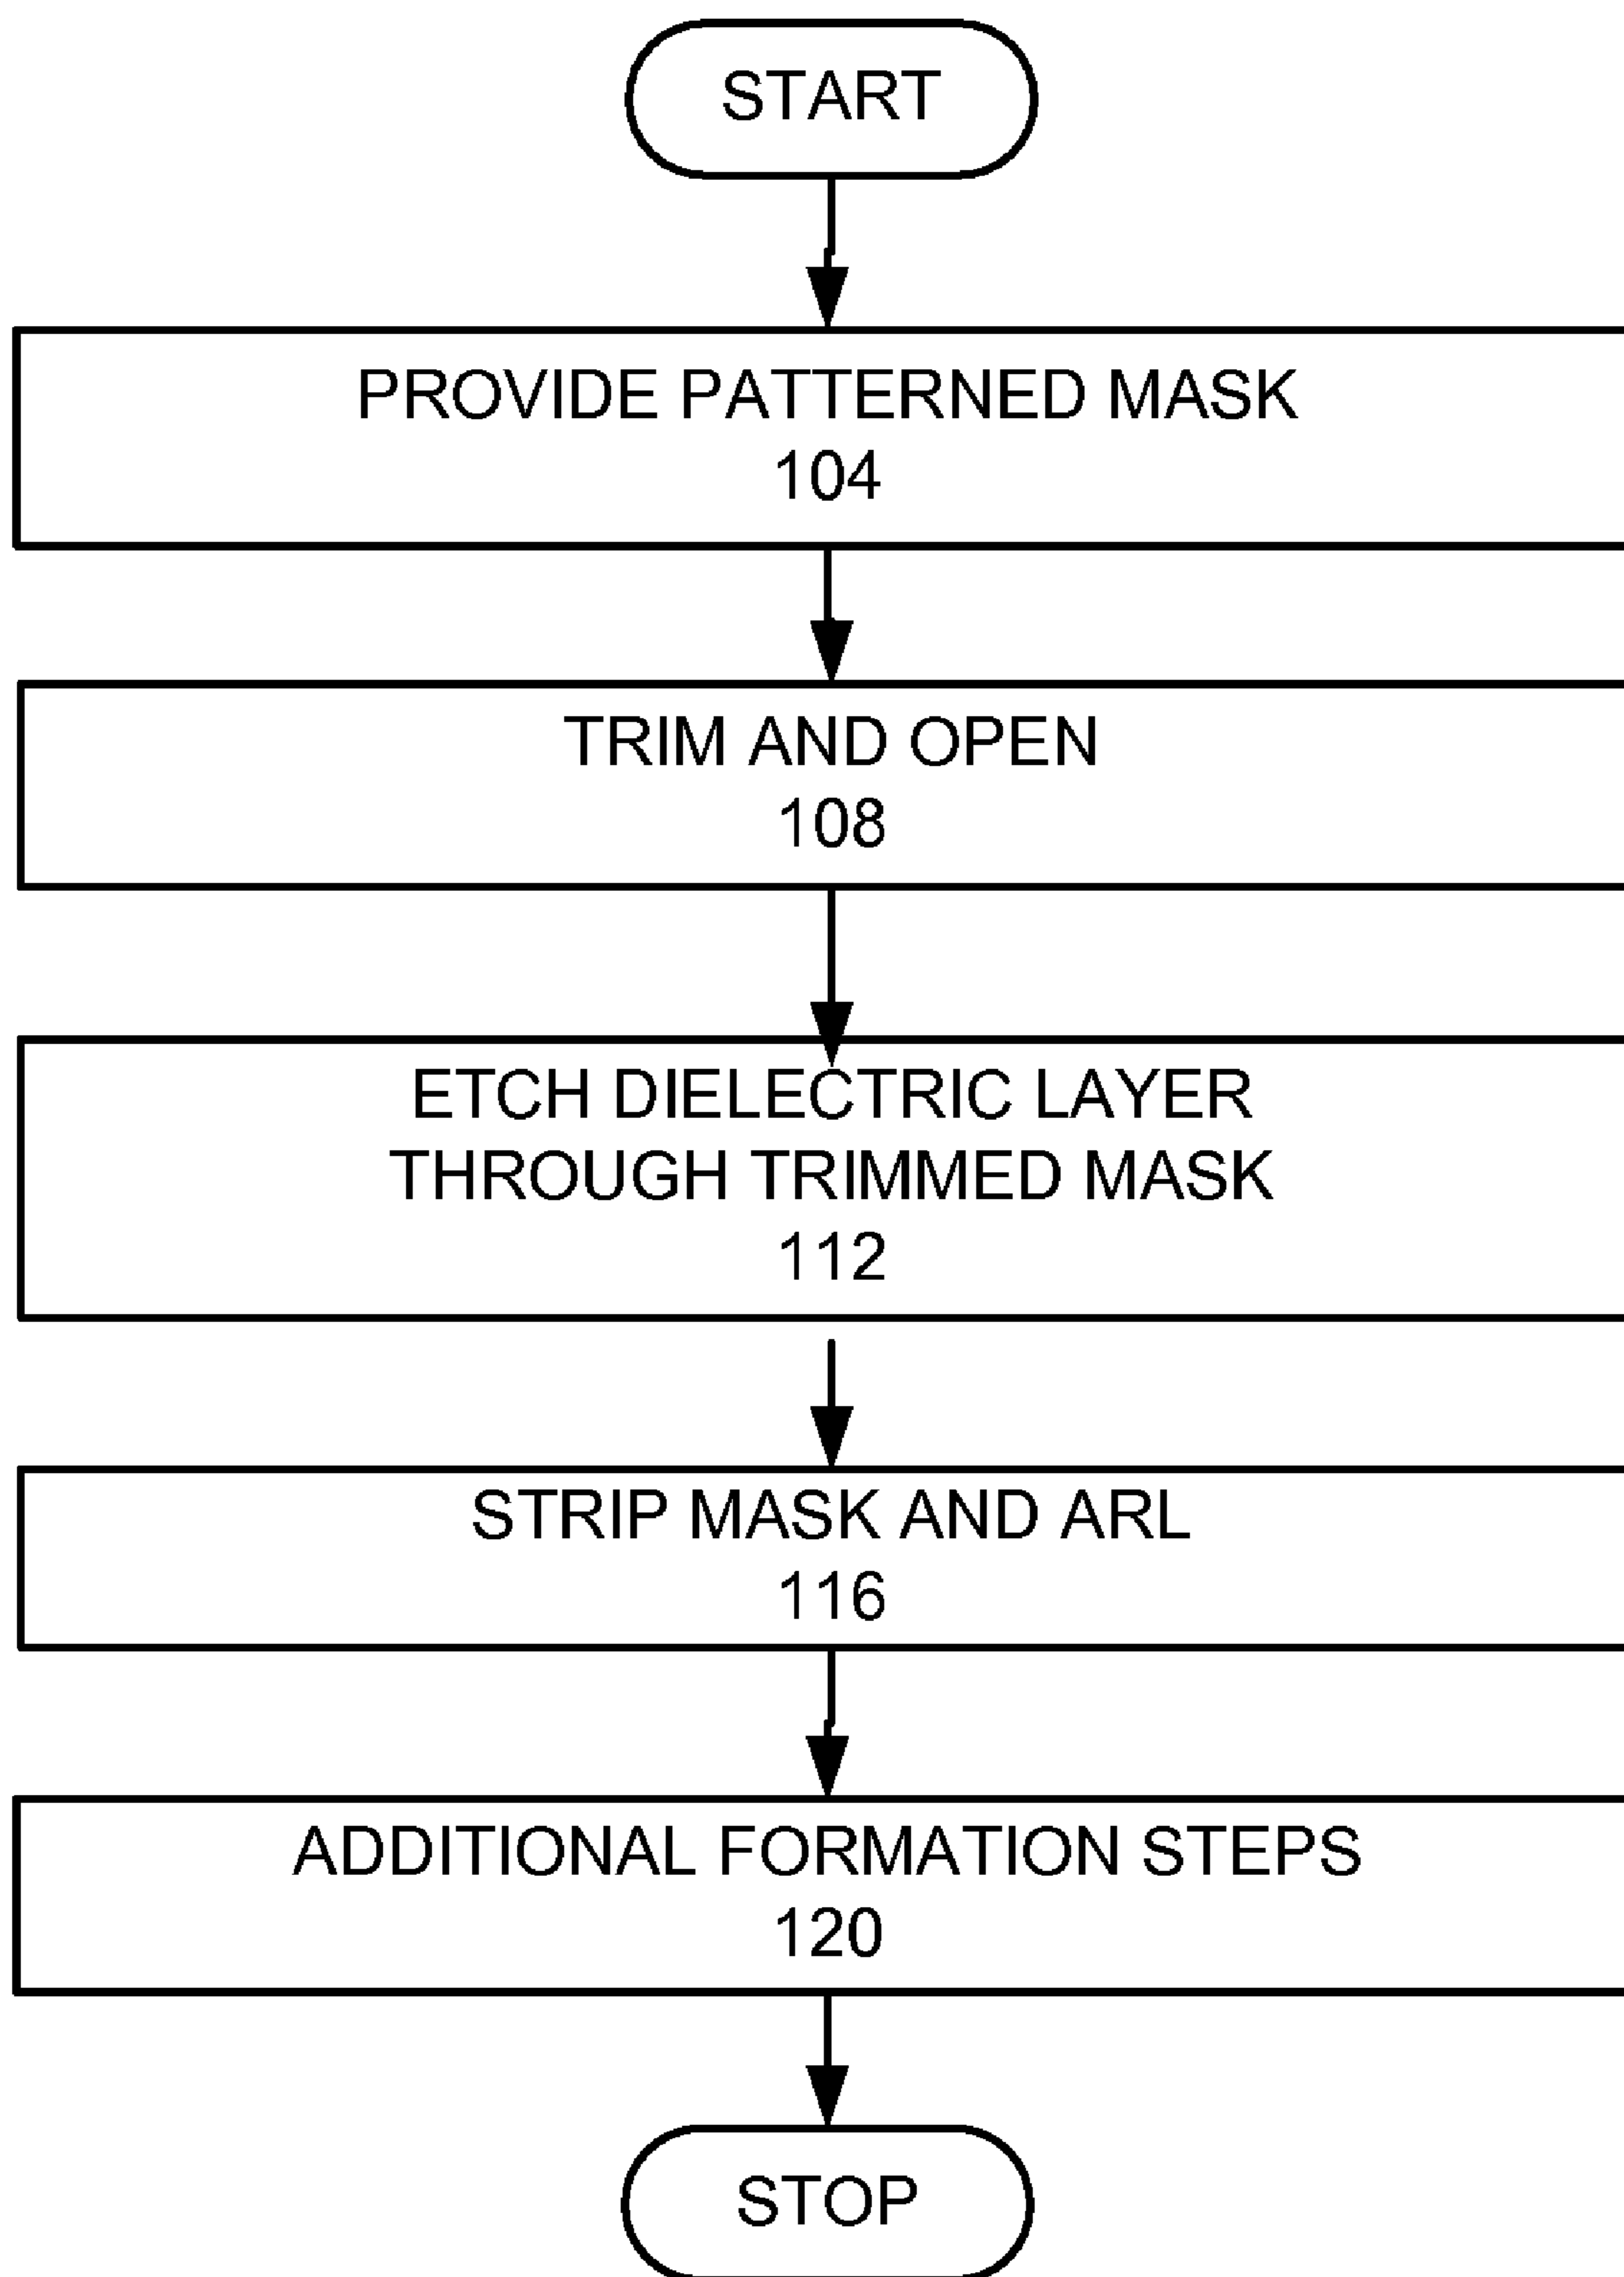 START
PROVIDE PATTERNED MASK
104
TRIM AND OPEN
108
ETCH DIELECTRIC LAYER
THROUGH TRIMMED MASK
112
STRIP MASK AND ARL
116
ADDITIONAL FORMATION STEPS
120
STOP